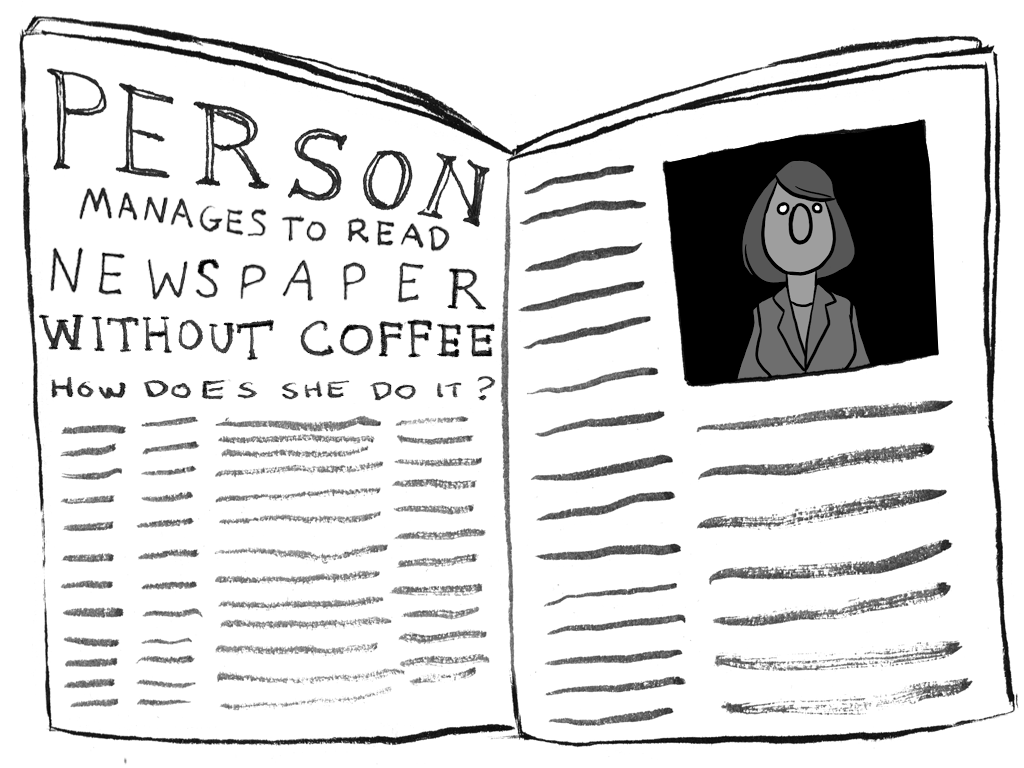 PERSON
MANAGES TO READ
NEWSPAPER
WITHOUT COFFEE
HOW DOES SHE DO IT?